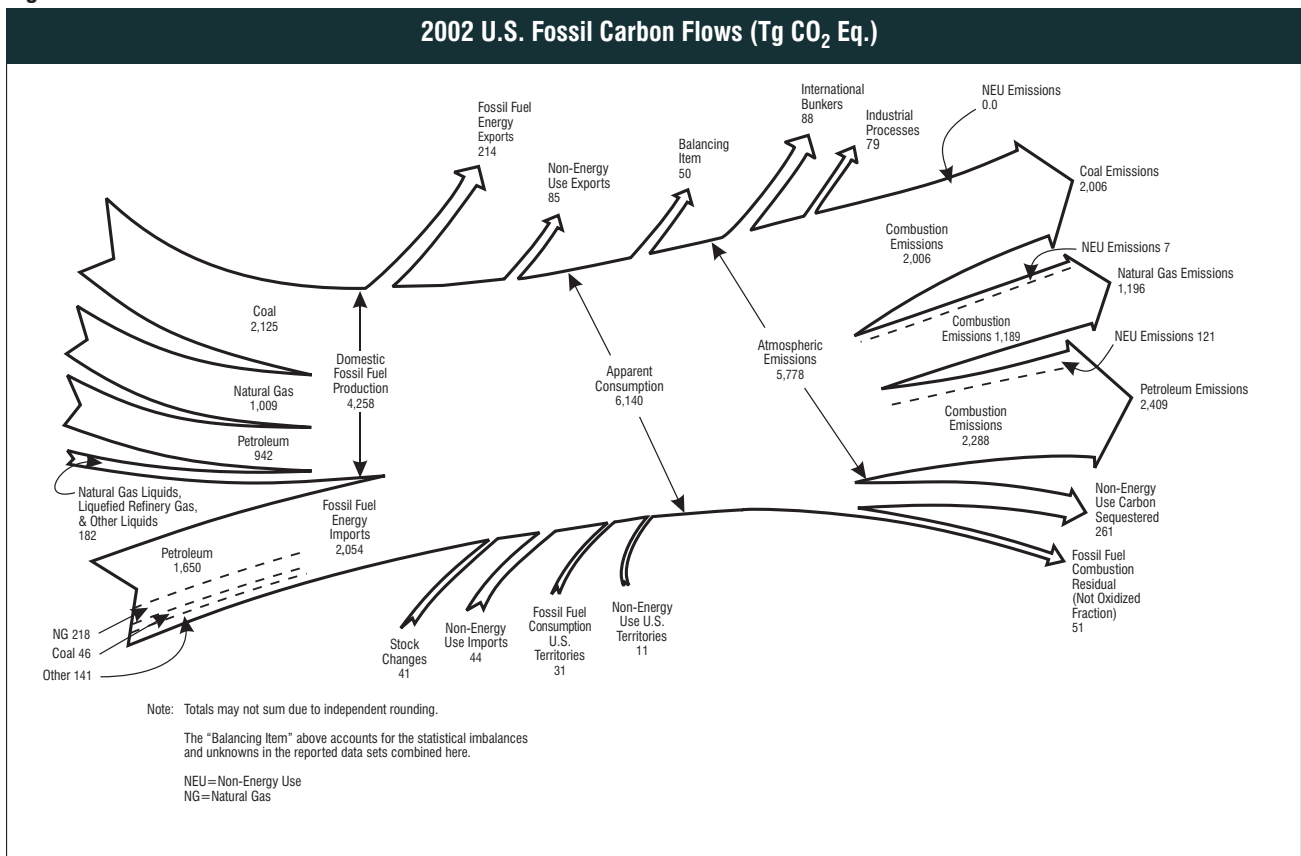 2002 U.S. Fossil Carbon Flows (Tg CO₂ Eq.)
Fossil Fuel
Energy
Exports
214
Non-Energy
Use Exports
85
Balancing
Item
50
International
Bunkers
88
Industrial
Processes
79
NEU Emissions
0.0
Coal Emissions
2,006
Combustion
Emissions
2,006
NEU Emissions 7
Natural Gas Emissions
1,196
Combustion
Emissions 1,189
NEU Emissions 121
Petroleum Emissions
2,409
Combustion
Emissions
2,288
Coal
2,125
Natural Gas
1,009
Petroleum
942
Natural Gas Liquids,
Liquefied Refinery Gas,
& Other Liquids
182
Domestic
Fossil Fuel
Production
4,258
Apparent
Consumption
6,140
Atmospheric
Emissions
5,778
Fossil Fuel
Energy
Imports
2,054
Petroleum
1,650
NG 218
Coal 46
Other 141
Stock
Changes
41
Non-Energy
Use Imports
44
Fossil Fuel
Consumption
U.S.
Territories
31
Non-Energy
Use U.S.
Territories
11
Non-Energy
Use Carbon
Sequestered
261
Fossil Fuel
Combustion
Residual
(Not Oxidized
Fraction)
51
Note: Totals may not sum due to independent rounding.
The “Balancing Item” above accounts for the statistical imbalances
and unknowns in the reported data sets combined here.
NEU=Non-Energy Use
NG=Natural Gas